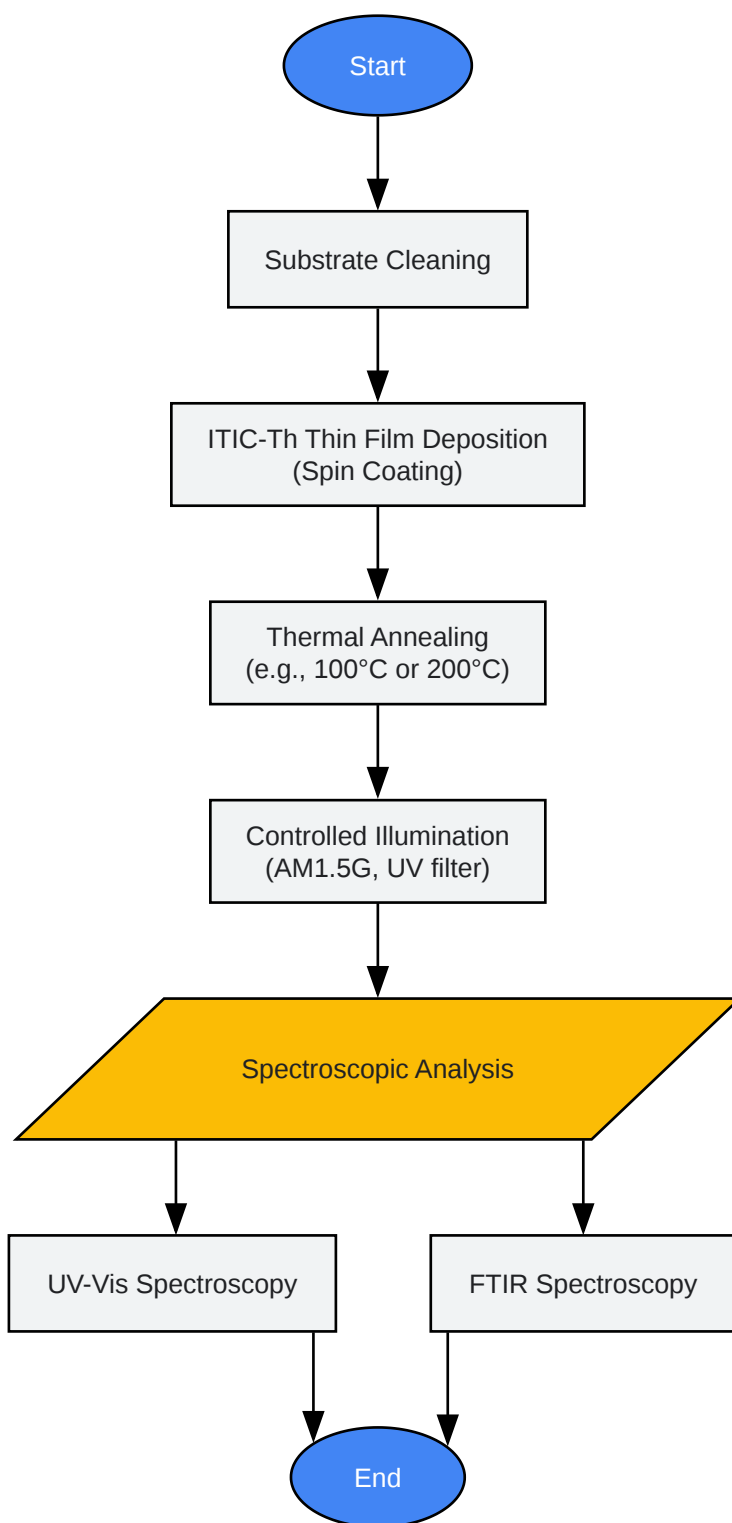 Start
Substrate Cleaning
ITIC-Th Thin Film Deposition
(Spin Coating)
Thermal Annealing
(e.g., 100°C or 200°C)
Controlled Illumination
(AM1.5G, UV filter)
Spectroscopic Analysis
UV-Vis Spectroscopy
FTIR Spectroscopy
End